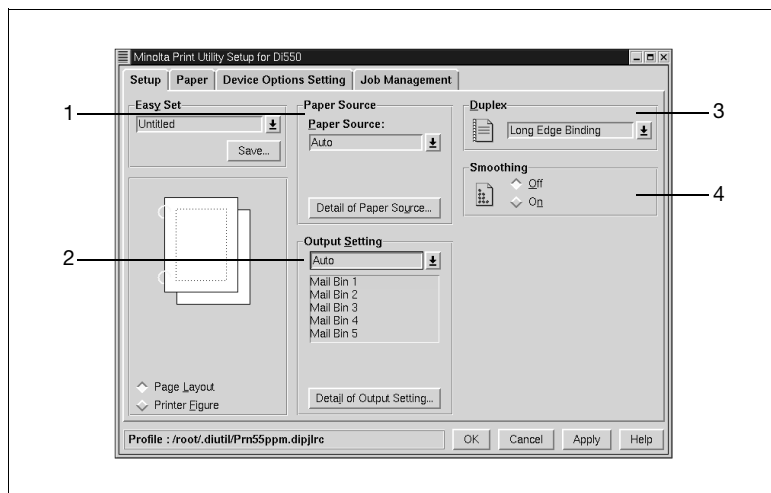 Minolta Print Utility Setup for Di550
Setup
Paper
Device Options Setting
Job Management
1
Easy Set
Untitled
Save...
Page Layout
Printer Figure
Paper Source
Paper Source:
Auto
Detail of Paper Source...
2
Output Setting
Auto
Mail Bin 1
Mail Bin 2
Mail Bin 3
Mail Bin 4
Mail Bin 5
Detail of Output Setting...
Duplex
Long Edge Binding
3
Smoothing
Off
On
4
Profile : /root/.diutil/Prn55ppm.dipjlrc
OK
Cancel
Apply
Help